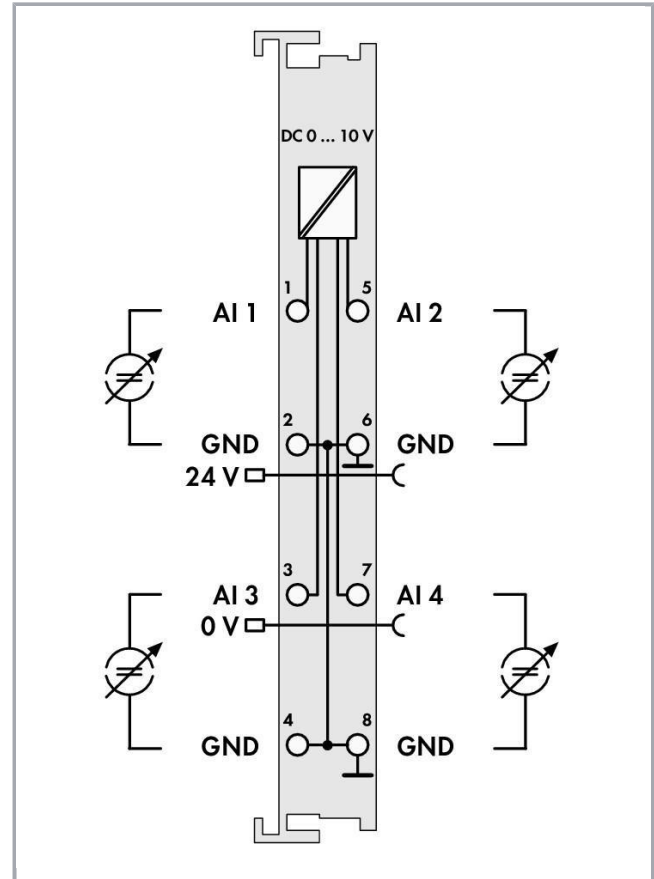 DC 0 ... 10 V
1 5
AI 1 AI 2
2 6
GND GND
24 V
3 7
AI 3 AI 4
0 V
4 8
GND GND